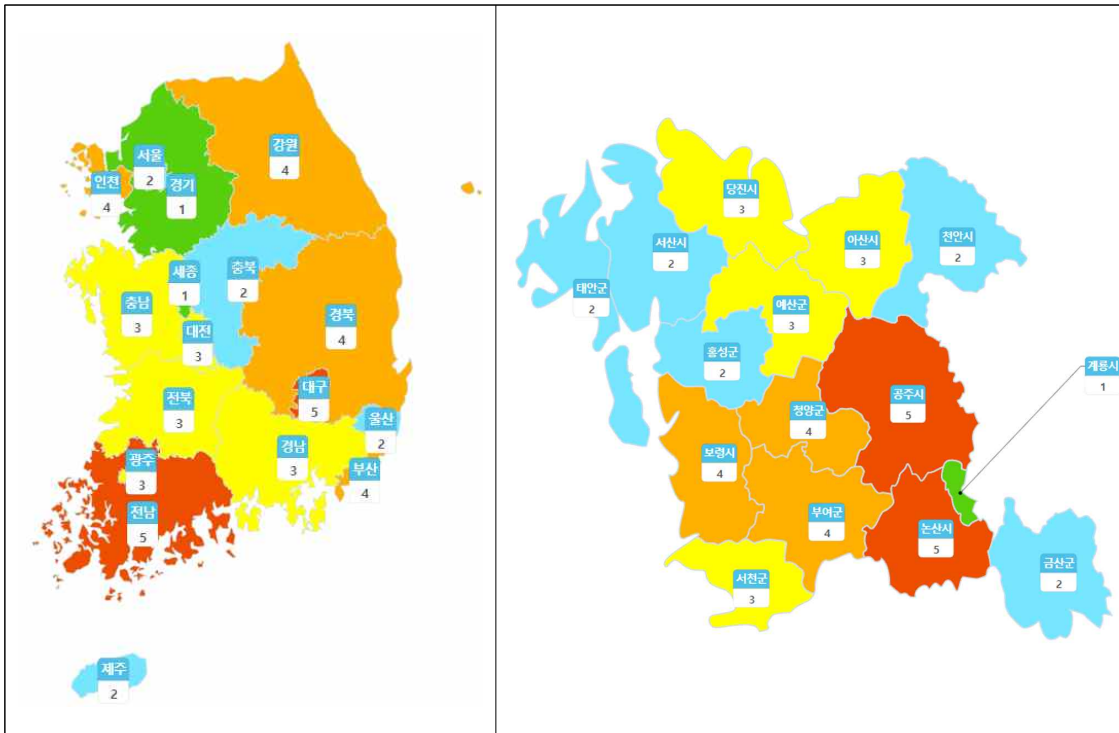 서울
2
경기
1
인천
4
강원
4
세종
1
충북
2
충남
3
대전
3
경북
4
대구
5
전북
3
울산
2
경남
3
부산
4
광주
3
전남
5
제주
2
당진시
3
서산시
2
아산시
3
천안시
2
태안군
2
예산군
3
홍성군
2
계룡시
1
공주시
5
청양군
4
보령시
4
부여군
4
논산시
5
서천군
3
금산군
2